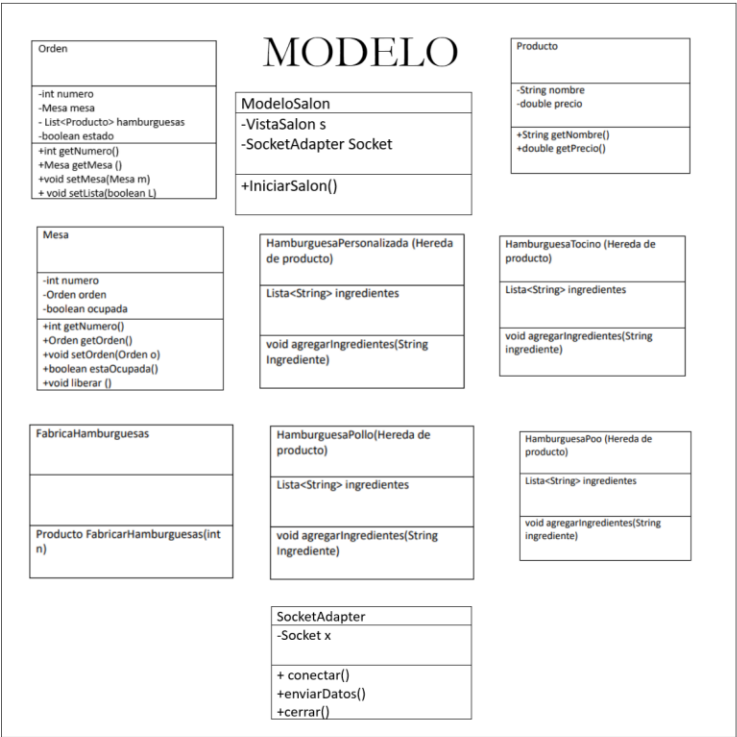 MODELO
Orden
-int numero
-Mesa mesa
- List<Producto> hamburguesas
-boolean estado
+int getNumero()
+Mesa getMesa ()
+void setMesa(Mesa m)
+ void setLista(boolean L)
ModeloSalon
-VistaSalon s
-SocketAdapter Socket
+IniciarSalon()
Producto
-String nombre
-double precio
+String getNombre()
+double getPrecio()
Mesa
-int numero
-Orden orden
-boolean ocupada
+int getNumero()
+Orden getOrden()
+void setOrden(Orden o)
+boolean estaOcupada()
+void liberar ()
HamburguesaPersonalizada (Hereda
de producto)
Lista<String> ingredientes
void agregarIngredientes(String
Ingrediente)
HamburguesaTocino (Hereda de
producto)
Lista<String> ingredientes
void agregarIngredientes(String
ingrediente)
FabricaHamburguesas
Producto FabricarHamburguesas(int
n)
HamburguesaPollo(Hereda de
producto)
Lista<String> ingredientes
void agregarIngredientes(String
Ingrediente)
HamburguesaPoo (Hereda de
producto)
Lista<String> ingredientes
void agregarIngredientes(String
ingrediente)
SocketAdapter
-Socket x
+ conectar()
+enviarDatos()
+cerrar()